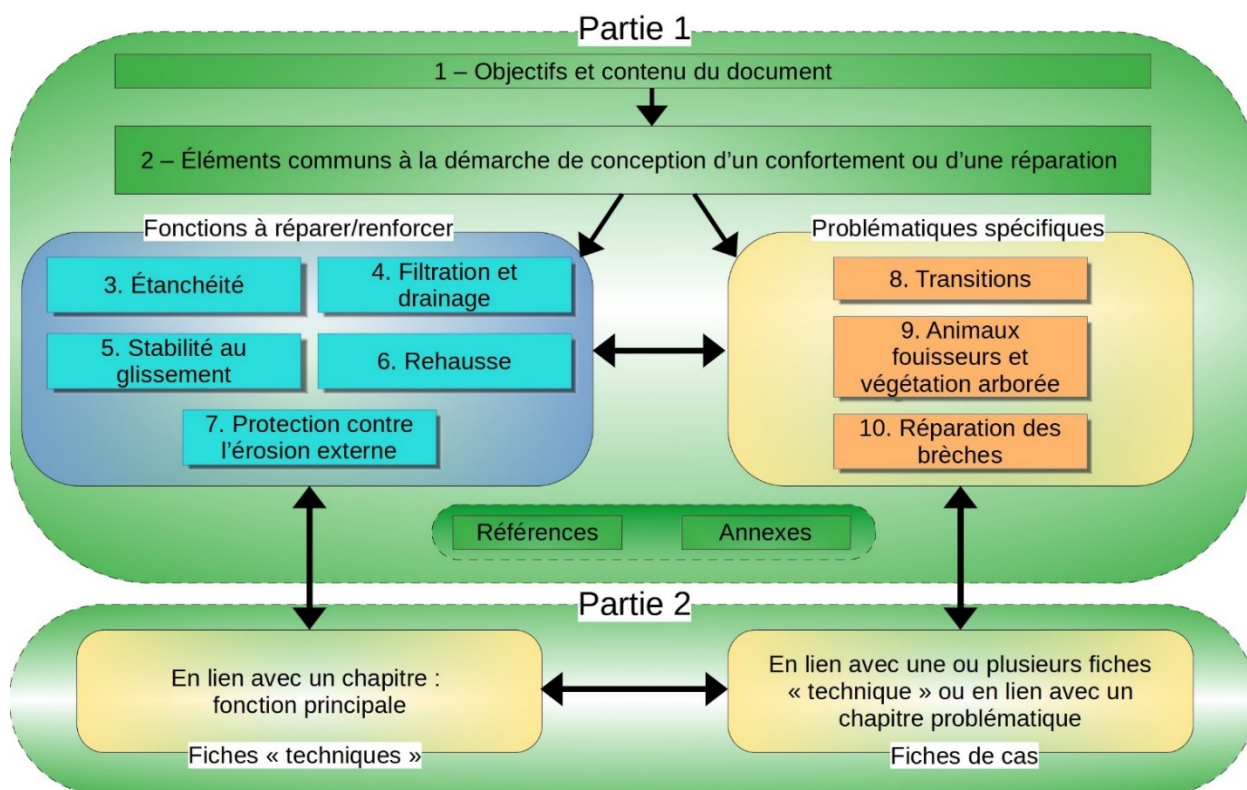 Partie 1
1 – Objectifs et contenu du document
2 – Éléments communs à la démarche de conception d’un confortement ou d’une réparation
Fonctions à réparer/renforcer
3. Étanchéité
4. Filtration et
drainage
5. Stabilité au
glissement
6. Rehausse
7. Protection contre
l’érosion externe
Problématiques spécifiques
8. Transitions
9. Animaux
fouisseurs et
végétation arborée
10. Réparation des
brèches
Références
Annexes
Partie 2
En lien avec un chapitre :
fonction principale
Fiches « techniques »
En lien avec une ou plusieurs fiches
« technique » ou en lien avec un
chapitre problématique
Fiches de cas